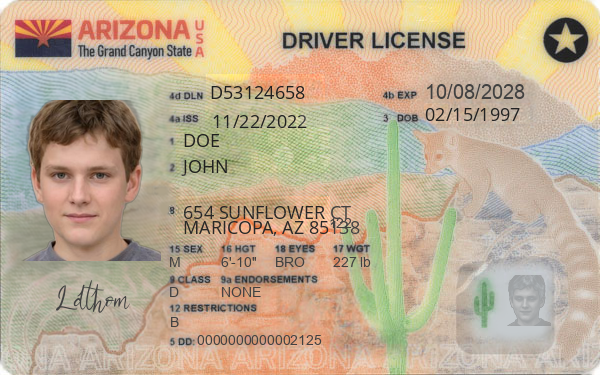 ARIZONA USA
The Grand Canyon State
DRIVER LICENSE
4d DLN D53124658
4b EXP 10/08/2028
4a ISS 11/22/2022
3 DOB 02/15/1997
1 DOE
2 JOHN
8 654 SUNFLOWER CT
123
MARICOPA, AZ 85138
15 SEX 16 HGT 18 EYES 17 WGT
M 6'-10" BRO 227 lb
9 CLASS 9a ENDORSEMENTS
D NONE
12 RESTRICTIONS
B
5 DD: 0000000000002125
ARIZONA ARIZONA ARIZONA ARIZONA